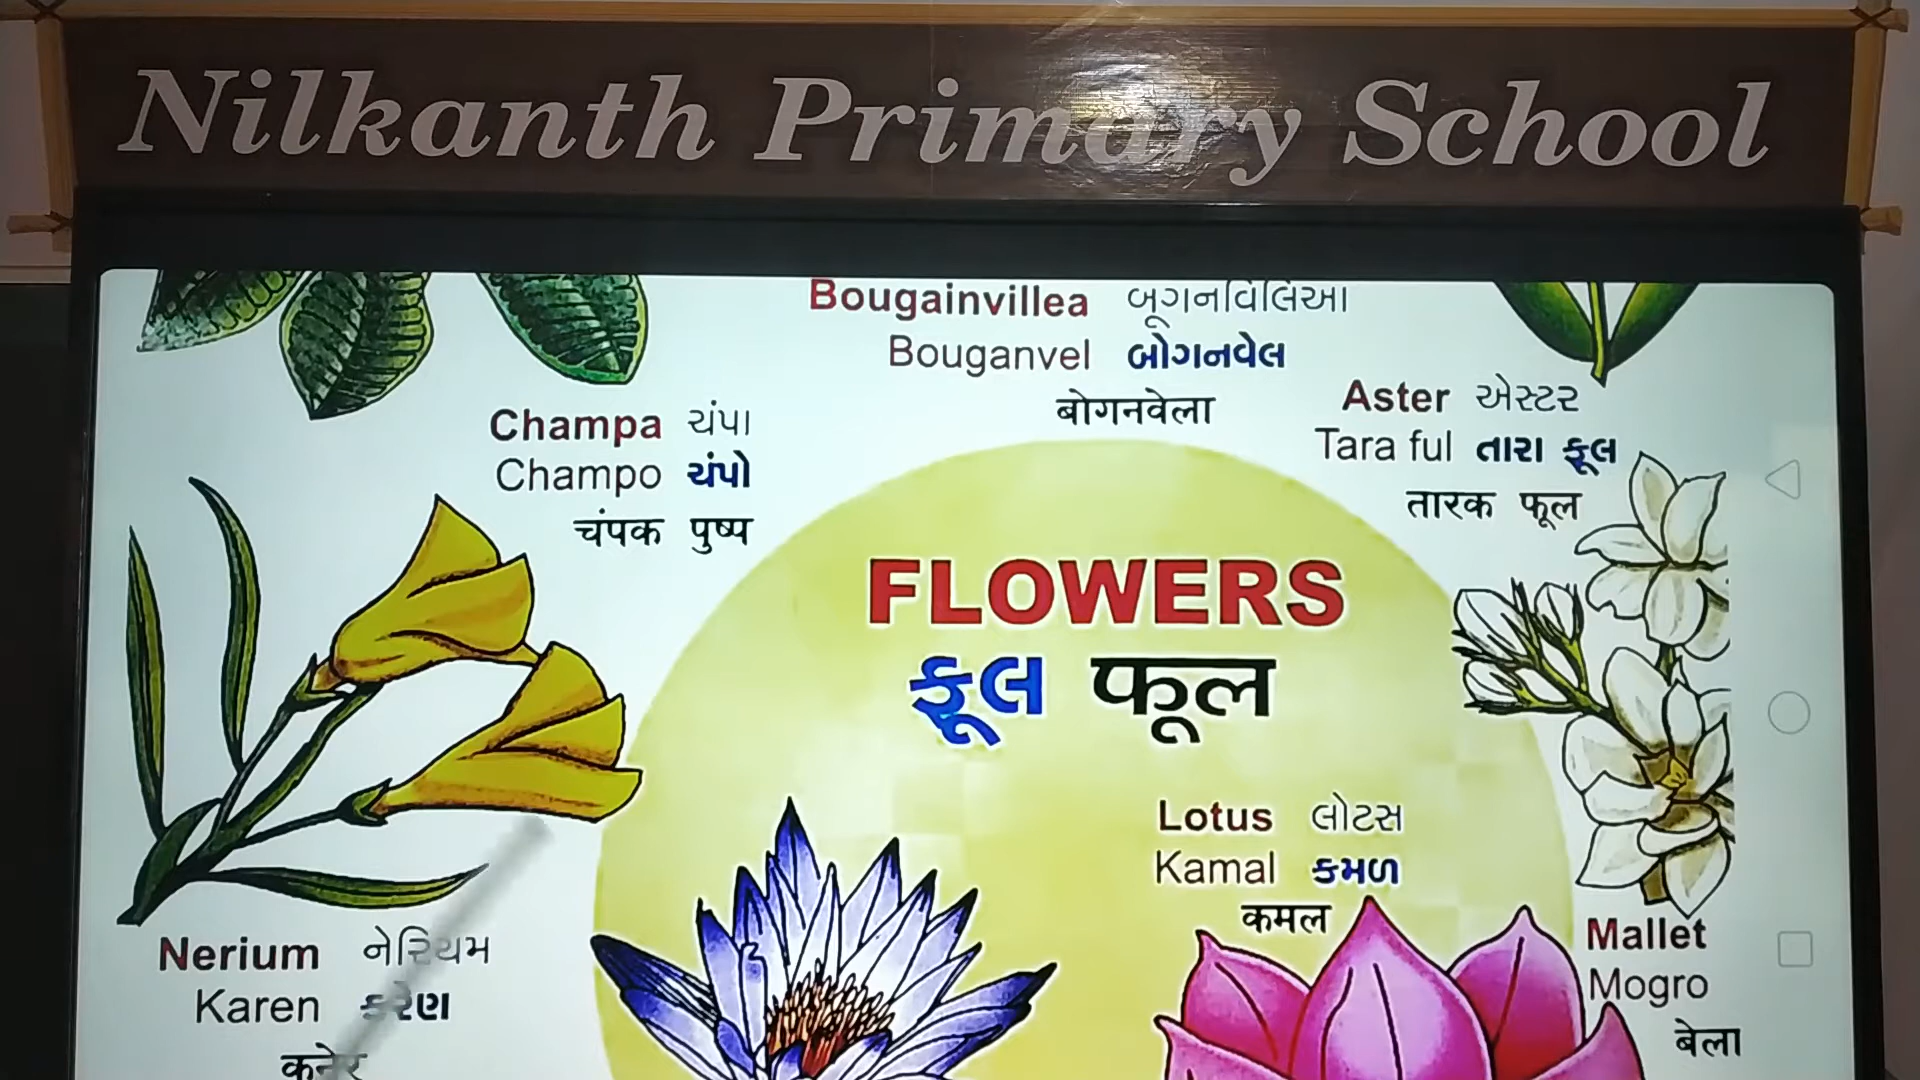 Nilkanth Primary School
Bougainvillea બૂગનવિલિઆ
Bouganvel બોગનવેલ
बोगनवेला
Aster એસ્ટર
Tara ful તારા ફૂલ
तारक फूल
Champa ચંપા
Champo ચંપો
चंपक पुष्प
FLOWERS
ફૂલ फूल
Lotus લોટસ
Kamal કમળ
कमल
Mallet
Mogro
बेला
Nerium નેરિયમ
Karen કરેણ
कनेर